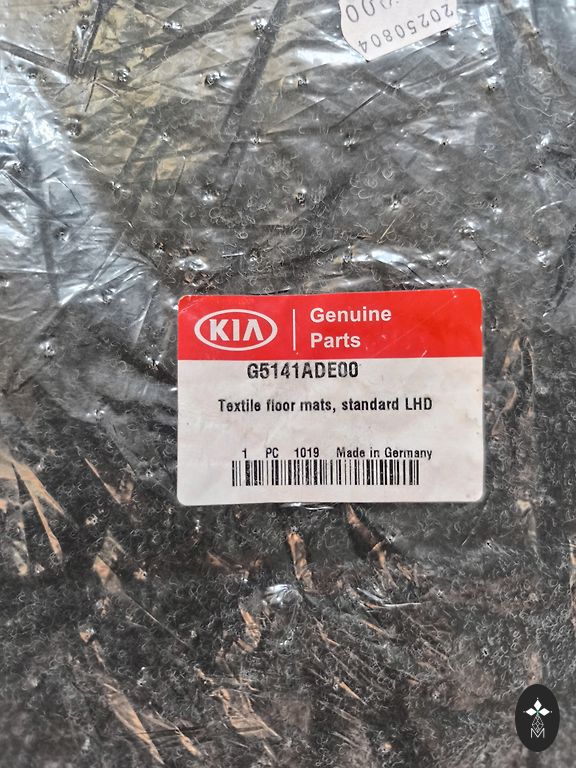 20250804
KIA
Genuine
Parts
G5141ADE00
Textile floor mats, standard LHD
1 PC 1019 Made in Germany
M